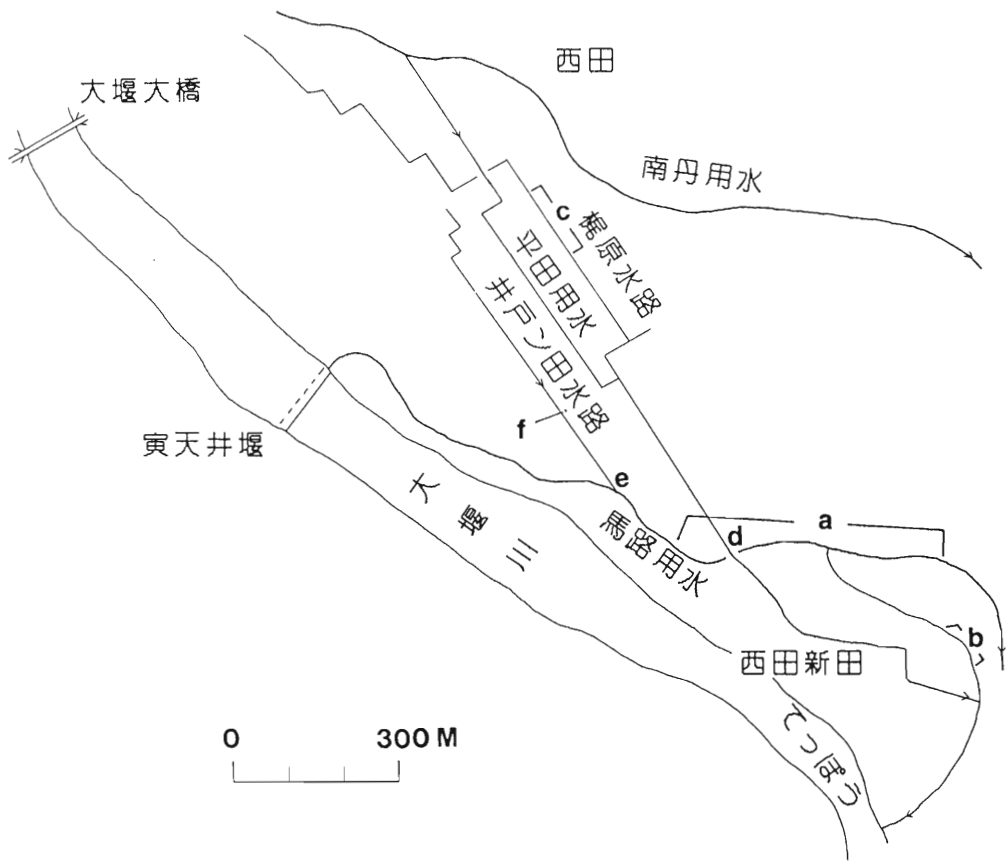 西田
大堰大橋
南丹用水
c
梶原水路
平田用水
井戸ン田水路
f
寅天井堰
e
大堰川
馬路用水
d
a
b
西田新田
てっぽう
0 300M